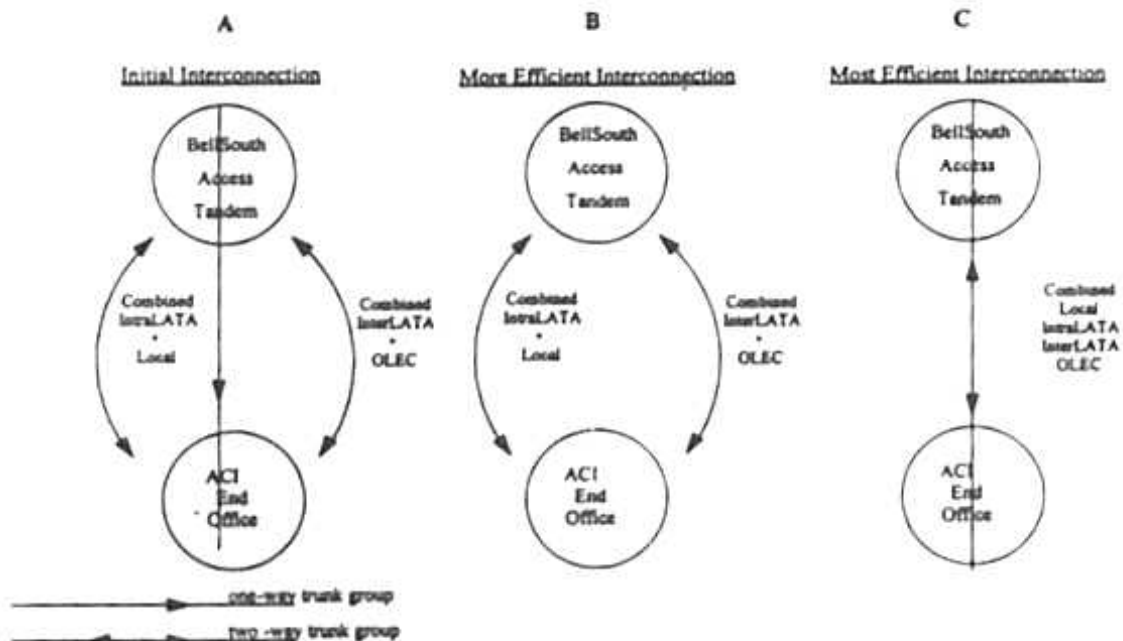 A
Initial Interconnection
BellSouth
Access
Tandem
Combined
IntraLATA
+
Local
Combined
InterLATA
+
OLEC
ACI
End
Office
B
More Efficient Interconnection
BellSouth
Access
Tandem
Combined
IntraLATA
+
Local
Combined
InterLATA
+
OLEC
ACI
End
Office
C
Most Efficient Interconnection
BellSouth
Access
Tandem
Combined
Local
IntraLATA
InterLATA
OLEC
ACI
End
Office
one-way trunk group
two -way trunk group